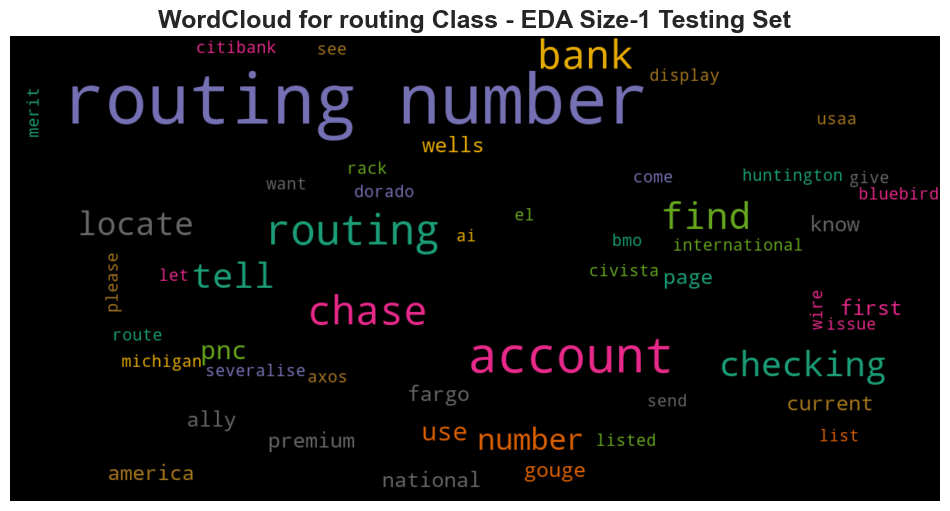 WordCloud for routing Class - EDA Size-1 Testing Set
citibank
see
bank
display
merit
routing number
usaa
wells
rack
want
dorado
come
huntington
give
bluebird
locate
routing
ai
el
find
know
bmo
international
please
let
tell
civista
page
chase
wire
first
issue
route
michigan
pnc
severalise
axos
account
checking
fargo
send
current
ally
premium
use
number
listed
list
america
national
gouge